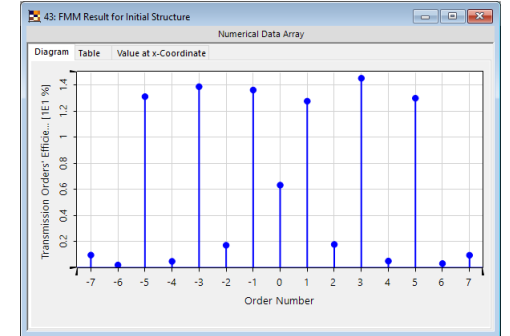 43: FMM Result for Initial Structure
Numerical Data Array
Diagram Table Value at x-Coordinate
Transmission Orders' Efficie... [1E1 %]
1.4
1.2
1
0.8
0.6
0.4
0.2
-7 -6 -5 -4 -3 -2 -1 0 1 2 3 4 5 6 7
Order Number